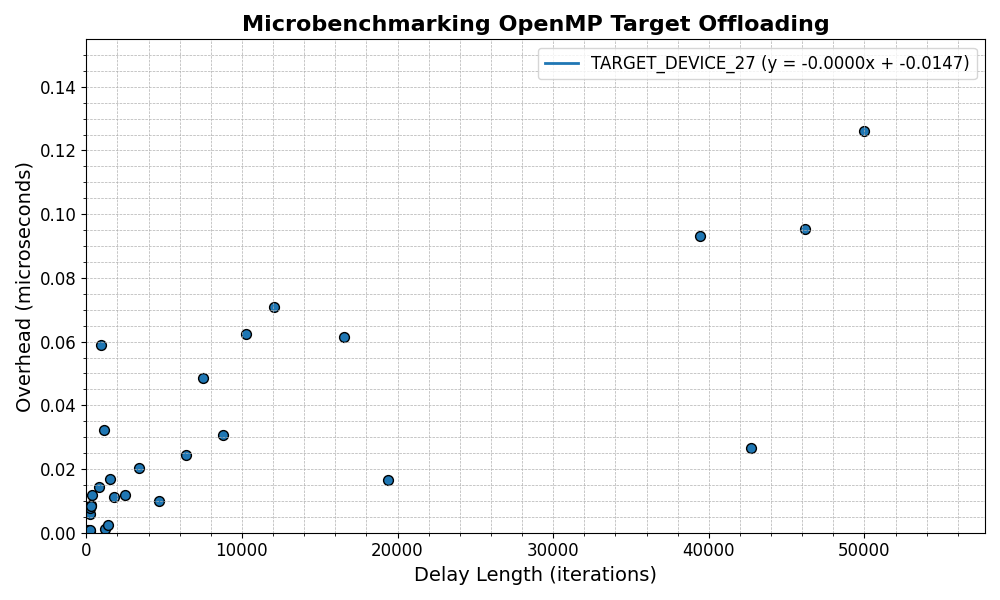 Microbenchmarking OpenMP Target Offloading
TARGET_DEVICE_27 (y = -0.0000x + -0.0147)
Overhead (microseconds)
0.14
0.12
0.10
0.08
0.06
0.04
0.02
0.00
0 10000 20000 30000 40000 50000
Delay Length (iterations)